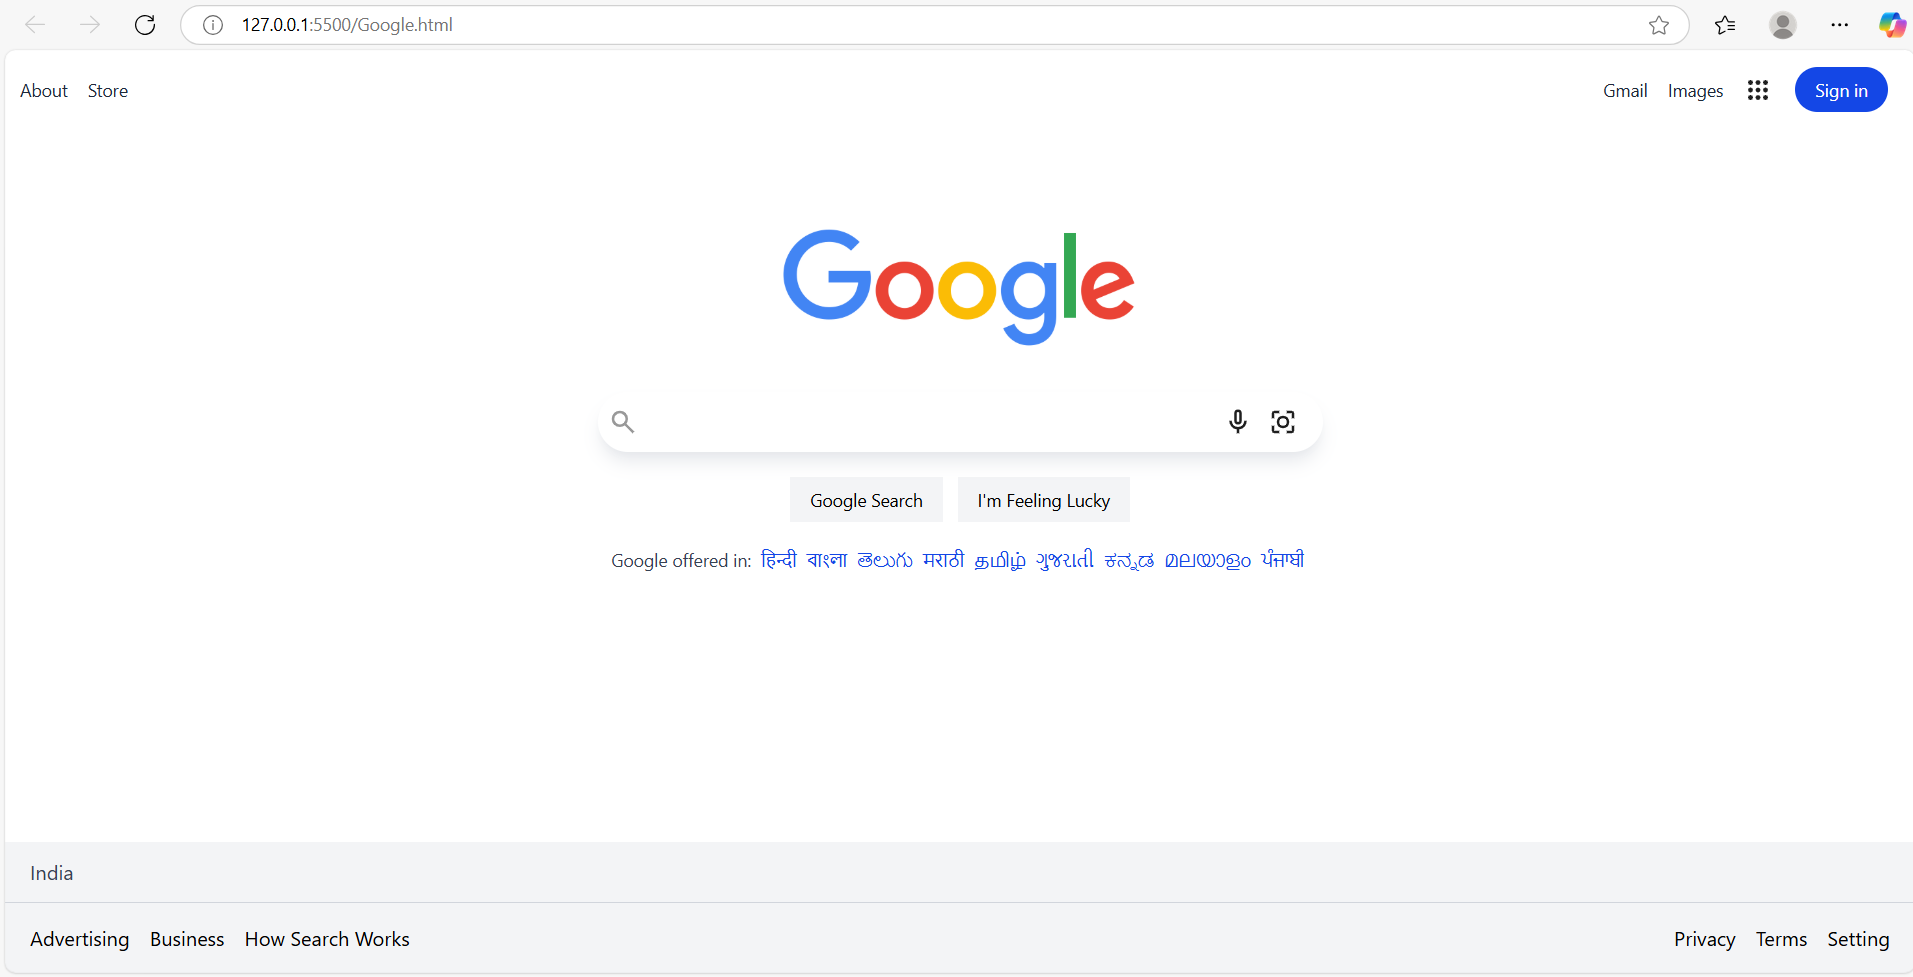 127.0.0.1:5500/Google.html
About Store Gmail Images Sign in
Google
Google Search I'm Feeling Lucky
Google offered in: हिन्दी বাংলা తెలుగు मराठी தமிழ் ગુજરાતી ಕನ್ನಡ മലയാളം ਪੰਜਾਬੀ
India
Advertising Business How Search Works Privacy Terms Setting